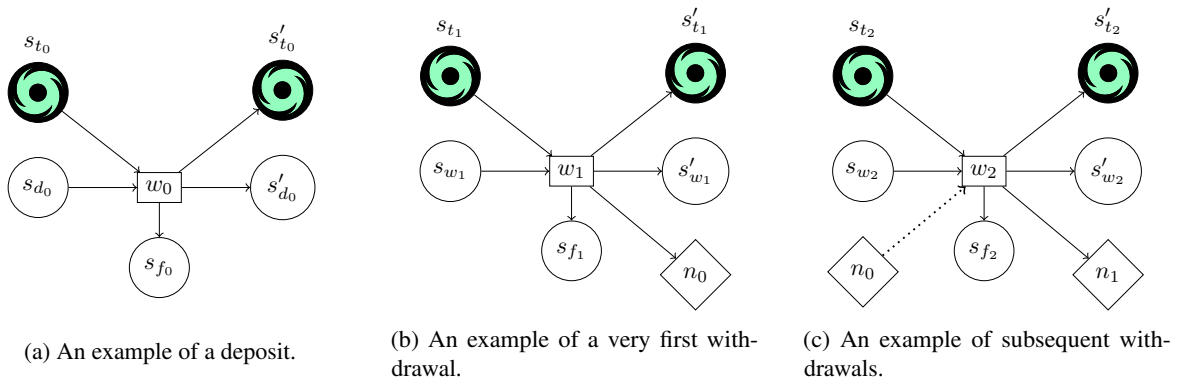 s_{t_0} s'_{t_0}
s_{d_0} w_0 s'_{d_0}
s_{f_0}
(a) An example of a deposit.
s_{t_1} s'_{t_1}
s_{w_1} w_1 s'_{w_1}
s_{f_1}
n_0
(b) An example of a very first with-
drawal.
s_{t_2} s'_{t_2}
s_{w_2} w_2 s'_{w_2}
n_0 s_{f_2} n_1
(c) An example of subsequent with-
drawals.